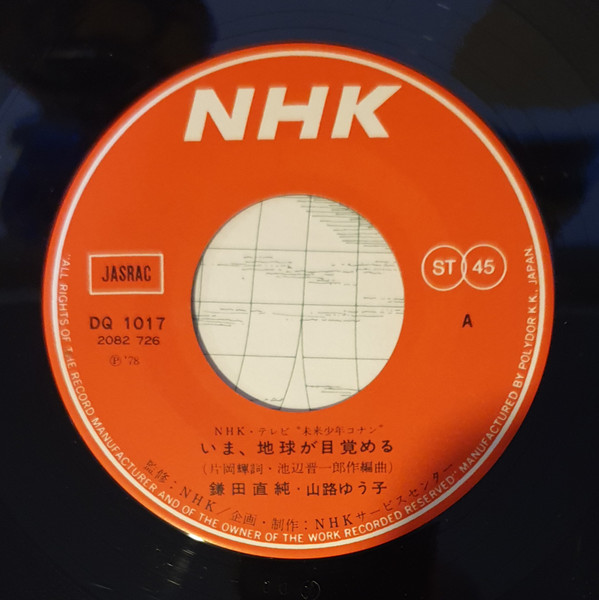 NHK
JASRAC
ST 45
DQ 1017
2082 726
Ⓟ'78
A
NHK・テレビ“未来少年コナン”
いま、地球が目覚める
(片岡輝詞・池辺晋一郎作編曲)
鎌田直純・山路ゆう子
監修:NHK/企画・制作:NHKサービスセンター
"ALL RIGHTS OF THE RECORD MANUFACTURER AND OF THE OWNER OF THE WORK RECORDED RESERVED" MANUFACTURED BY POLYDOR K.K. JAPAN.